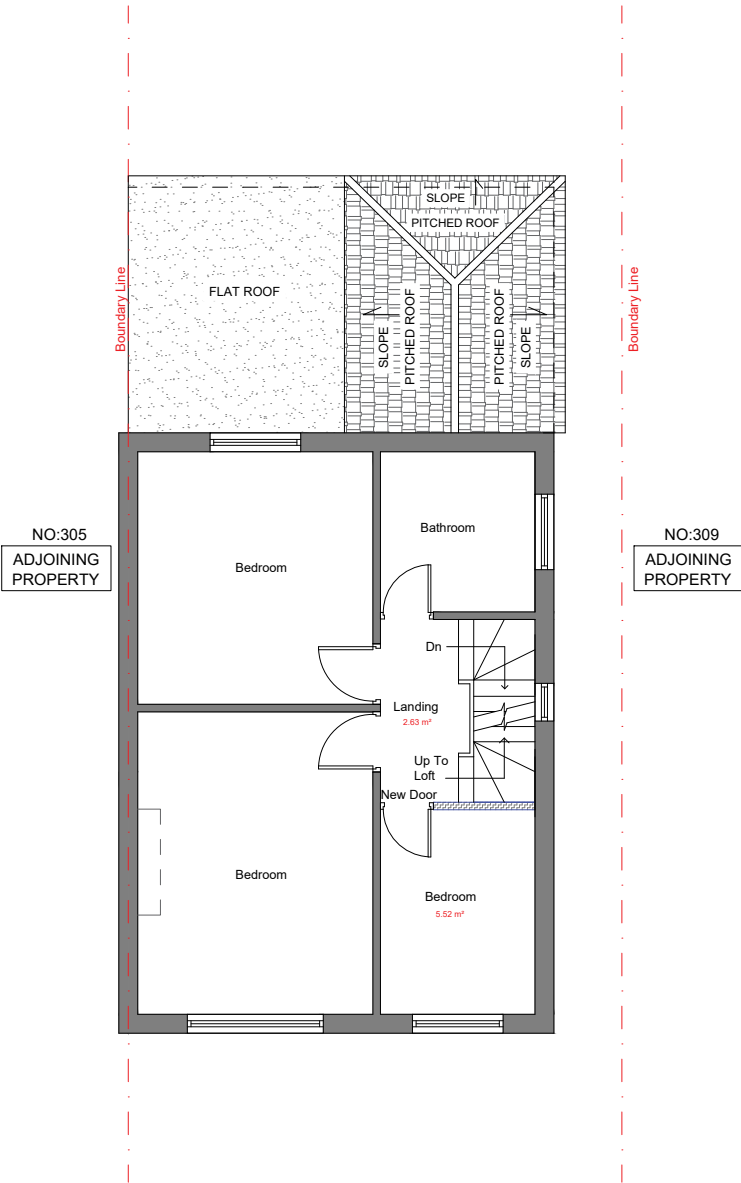 SLOPE
PITCHED ROOF
FLAT ROOF
SLOPE
PITCHED ROOF
PITCHED ROOF
SLOPE
Boundary Line
Boundary Line
NO:305
ADJOINING
PROPERTY
NO:309
ADJOINING
PROPERTY
Bathroom
Bedroom
Dn
Landing
2.63 m²
Up To
Loft
New Door
Bedroom
Bedroom
5.52 m²